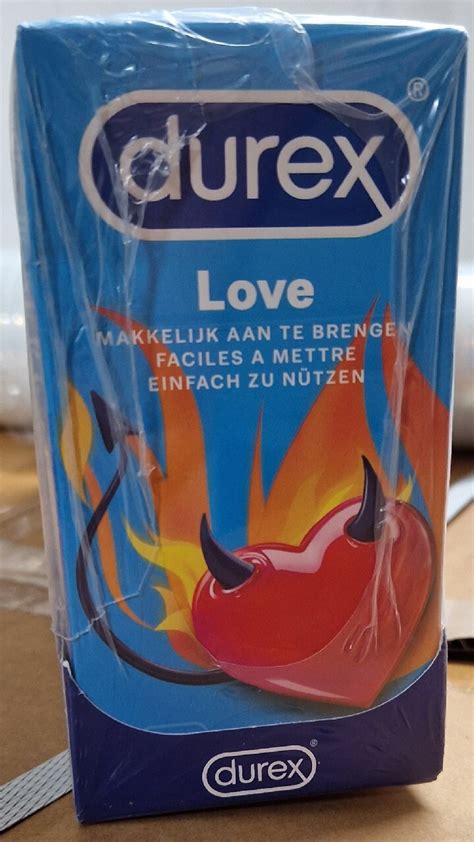 durex®
Love
MAKKELIJK AAN TE BRENGEN
FACILES A METTRE
EINFACH ZU NÜTZEN
durex®